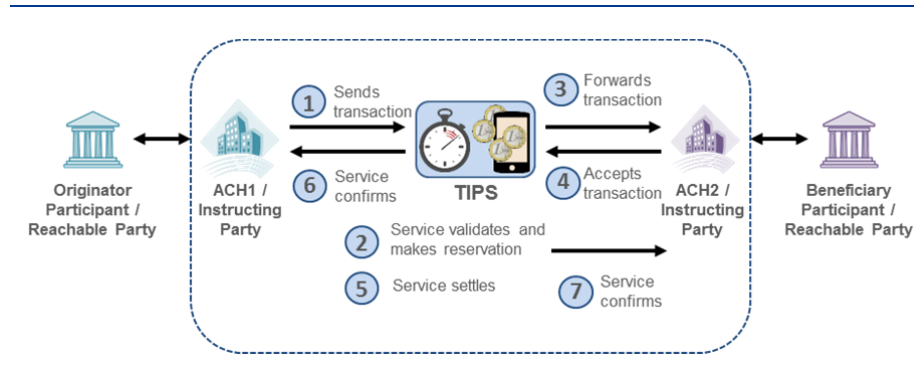 1
Sends
transaction
3
Forwards
transaction
Originator
Participant /
Reachable Party
ACH1 /
Instructing
Party
6
Service
confirms
TIPS
4
Accepts
transaction
ACH2 /
Instructing
Party
Beneficiary
Participant /
Reachable Party
2
Service validates and
makes reservation
5
Service settles
7
Service
confirms